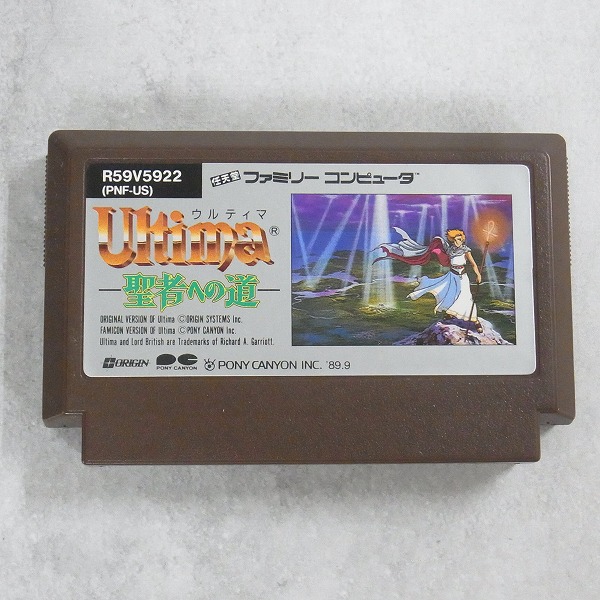 R59V5922
(PNF-US)
任天堂 ファミリー コンピュータ™
ウルティマ
Ultima®
聖者への道
ORIGINAL VERSION OF Ultima ©ORIGIN SYSTEMS Inc.
FAMICON VERSION OF Ultima ©PONY CANYON Inc.
Ultima and Lord British are Trademarks of Richard A. Garriott.
ORIGIN PONY CANYON PONY CANYON INC. '89.9